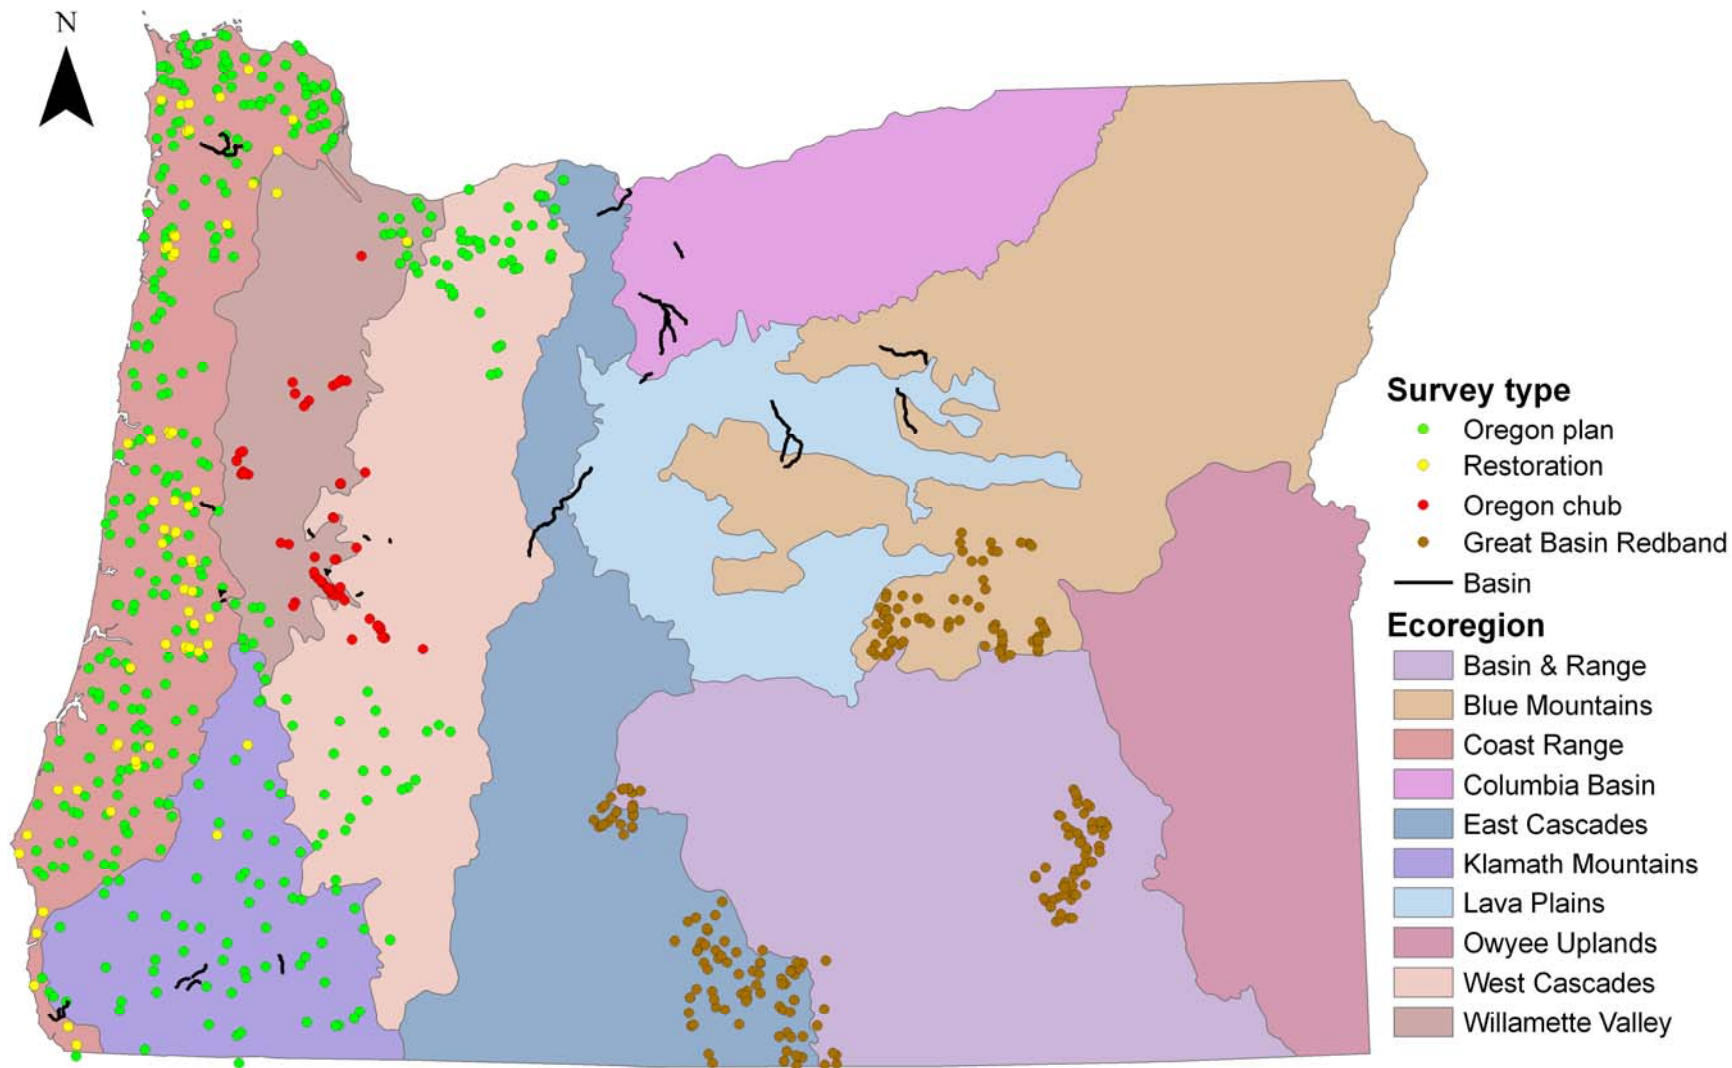 N
Survey type
Oregon plan
Restoration
Oregon chub
Great Basin Redband
Basin
Ecoregion
Basin & Range
Blue Mountains
Coast Range
Columbia Basin
East Cascades
Klamath Mountains
Lava Plains
Owyee Uplands
West Cascades
Willamette Valley